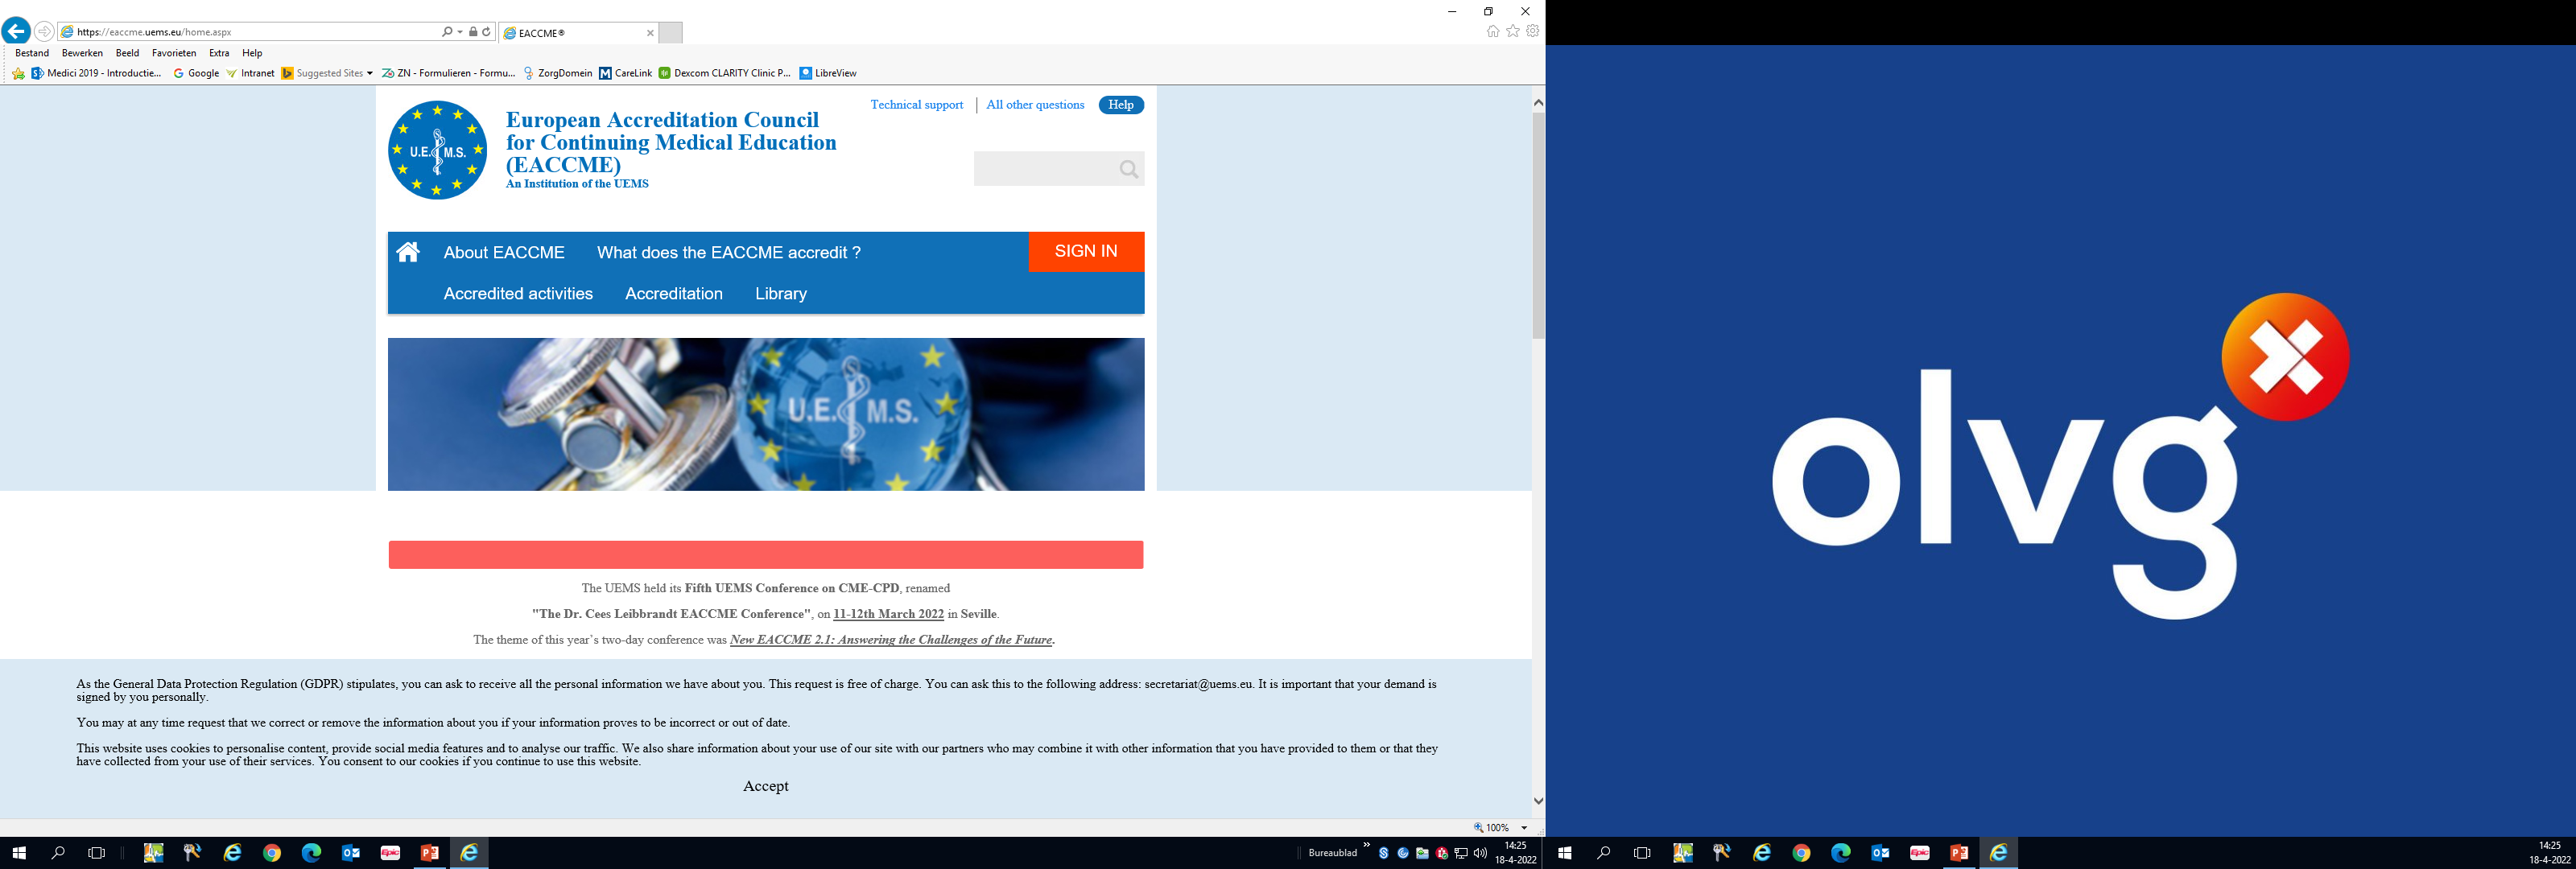 https://eaccme.uems.eu/home.aspx
EACCME®
Bestand Bewerken Beeld Favorieten Extra Help
Medici 2019 - Introductie... Google Intranet Suggested Sites ZN - Formulieren - Formu... ZorgDomein CareLink Dexcom CLARITY Clinic P... LibreView
Technical support All other questions Help
U.E.M.S.
European Accreditation Council
for Continuing Medical Education
(EACCME)
An Institution of the UEMS
About EACCME What does the EACCME accredit ? SIGN IN
Accredited activities Accreditation Library
U.E. M.S.
The UEMS held its Fifth UEMS Conference on CME-CPD, renamed
"The Dr. Cees Leibbrandt EACCME Conference", on 11-12th March 2022 in Seville.
The theme of this year’s two-day conference was New EACCME 2.1: Answering the Challenges of the Future.
As the General Data Protection Regulation (GDPR) stipulates, you can ask to receive all the personal information we have about you. This request is free of charge. You can ask this to the following address: secretariat@uems.eu. It is important that your demand is
signed by you personally.
You may at any time request that we correct or remove the information about you if your information proves to be incorrect or out of date.
This website uses cookies to personalise content, provide social media features and to analyse our traffic. We also share information about your use of our site with our partners who may combine it with other information that you have provided to them or that they
have collected from your use of their services. You consent to our cookies if you continue to use this website.
Accept
100%
Epic
Bureaublad
14:25
18-4-2022
olvg
Epic
14:25
18-4-2022